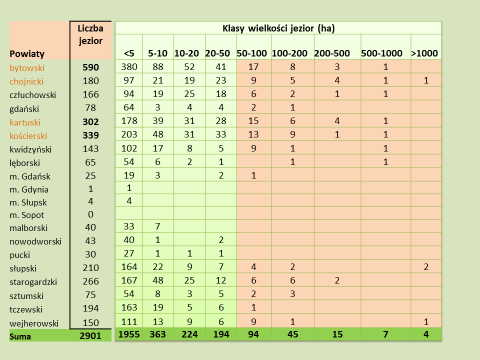 Powiaty Liczba jezior Klasy wielkości jezior (ha)
<5 5-10 10-20 20-50 50-100 100-200 200-500 500-1000 >1000
bytowski 590 380 88 52 41 17 8 3 1
chojnicki 180 97 21 19 23 9 5 4 1 1
człuchowski 166 94 19 25 18 6 2 1 1
gdański 78 64 3 4 4 2 1
kartuski 302 178 39 31 28 15 6 4 1
kościerski 339 203 48 31 33 13 9 1 1
kwidzyński 143 102 17 8 5 9 1 1
lęborski 65 54 6 2 1 1 1
m. Gdańsk 25 19 3 2 1
m. Gdynia 1 1
m. Słupsk 4 4
m. Sopot 0
malborski 40 33 7
nowodworski 43 40 1 2
pucki 30 27 1 1 1
słupski 210 164 22 9 7 4 2 2
starogardzki 266 167 48 25 12 6 6 2
sztumski 75 54 8 3 5 2 3
tczewski 194 163 19 5 6 1
wejherowski 150 111 13 9 6 9 1 1
Suma 2901 1955 363 224 194 94 45 15 7 4